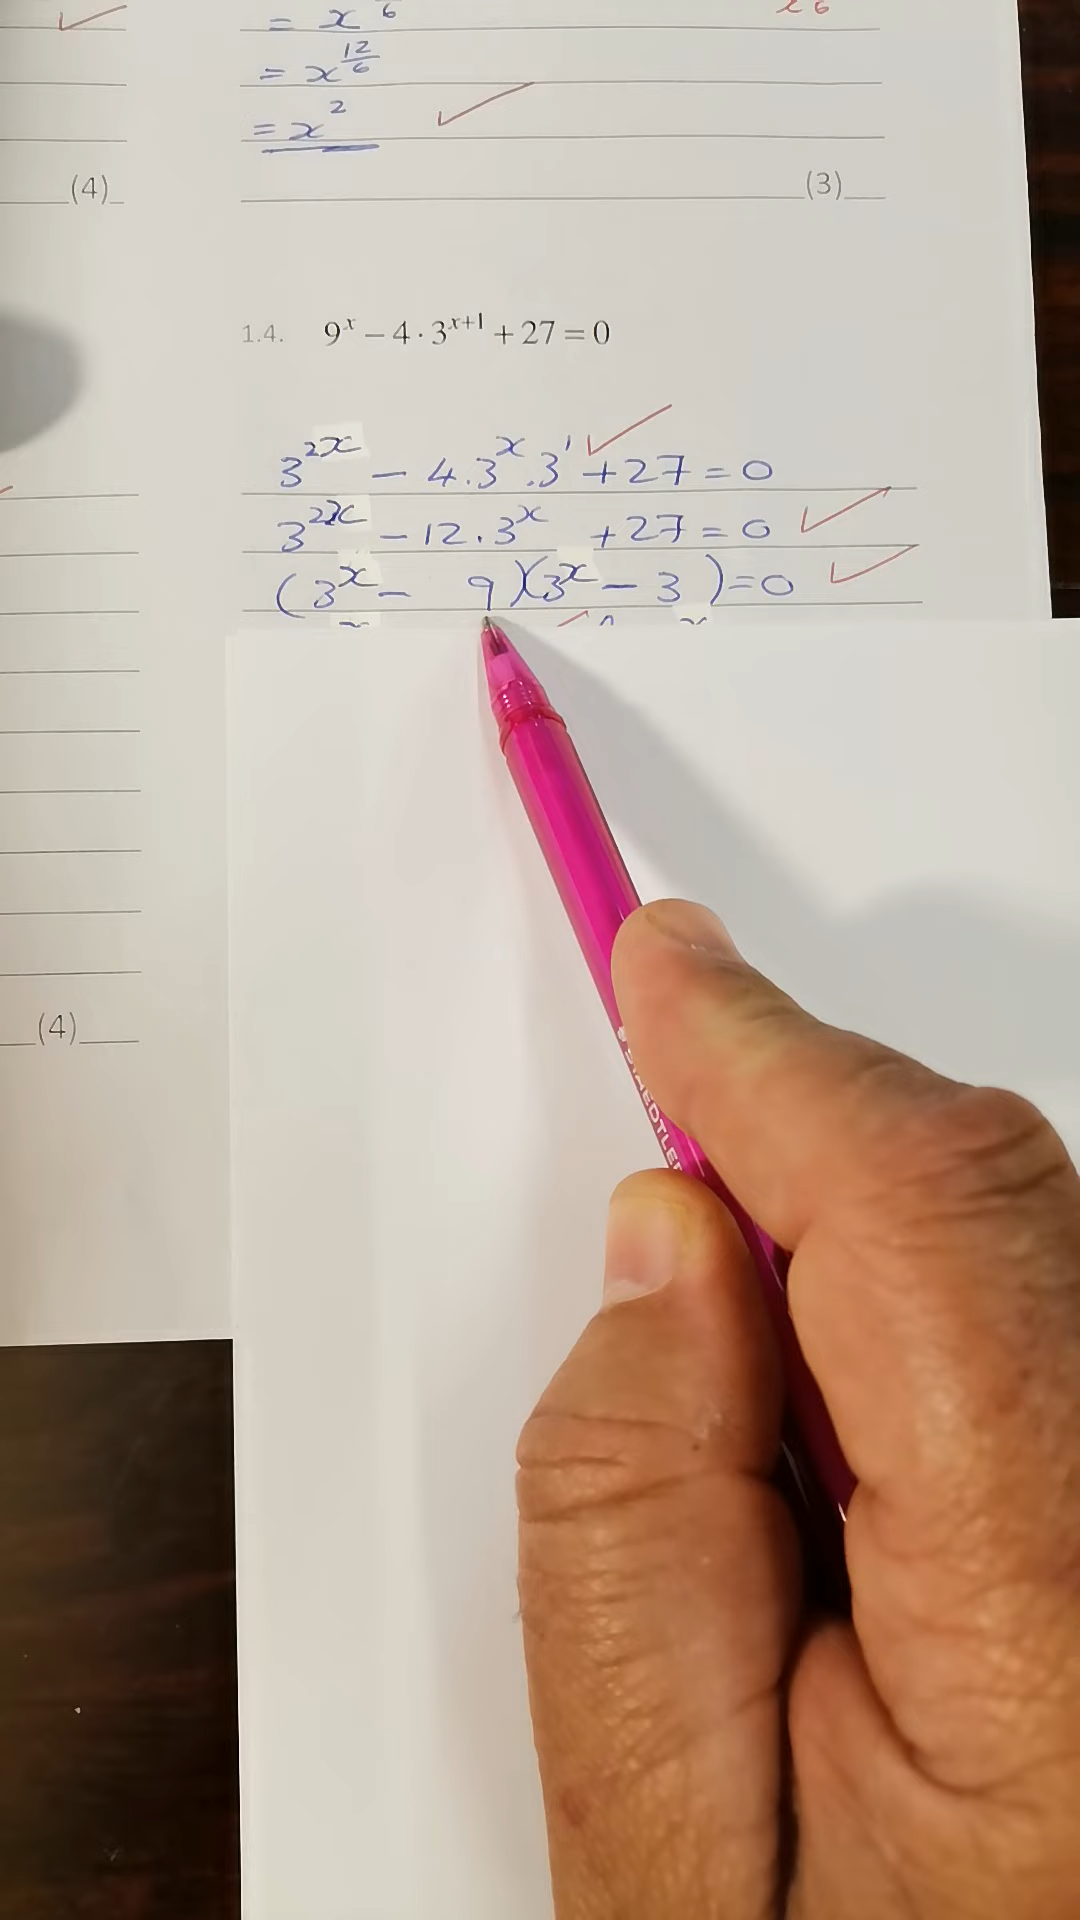 = x 6
x 6
= x^12/6
= x^2
(4)
(3)
1.4. 9^x − 4 · 3^x+1 + 27 = 0
3^2x − 4.3^x.3^1 + 27 = 0
3^2x − 12.3^x + 27 = 0
(3^x − 9)(3^x − 3) = 0
(4)
STAEDTLER